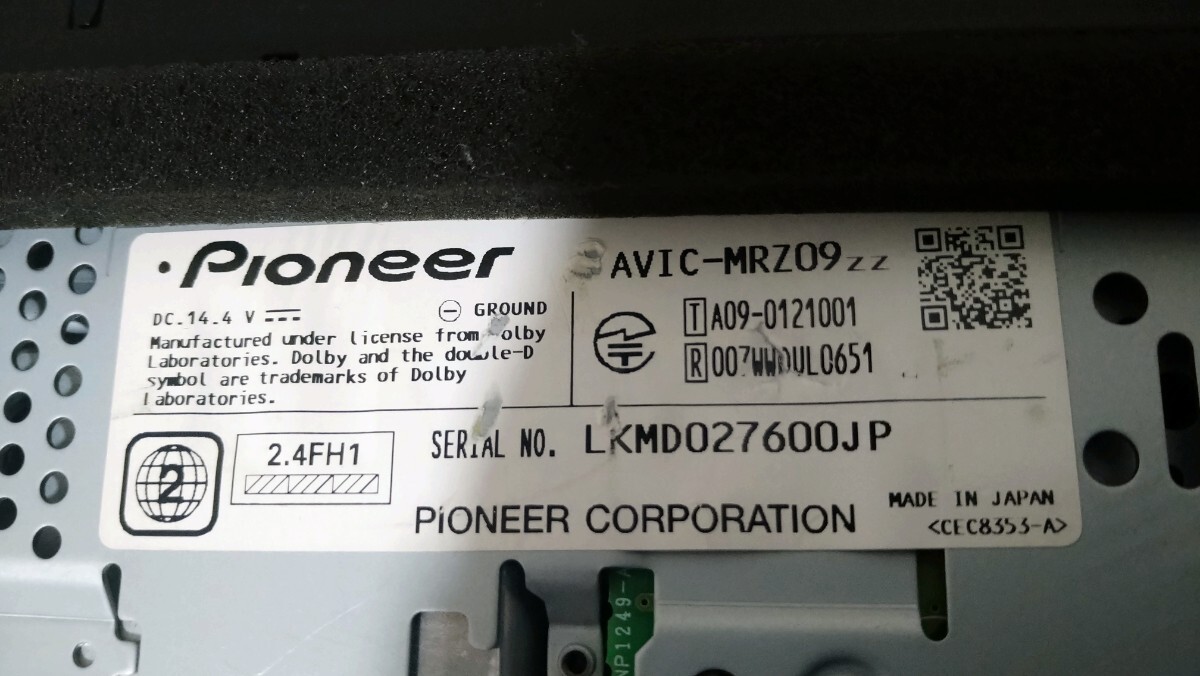 Pioneer
AVIC-MRZ09zz
DC.14.4 V
GROUND
Manufactured under license from Dolby
Laboratories. Dolby and the double-D
symbol are trademarks of Dolby
Laboratories.
T A09-0121001
R
2
2.4FH1
SERIAL NO. LKMD027600JP
PIONEER CORPORATION
MADE IN JAPAN
<CEC8353-A>
NP1249-A